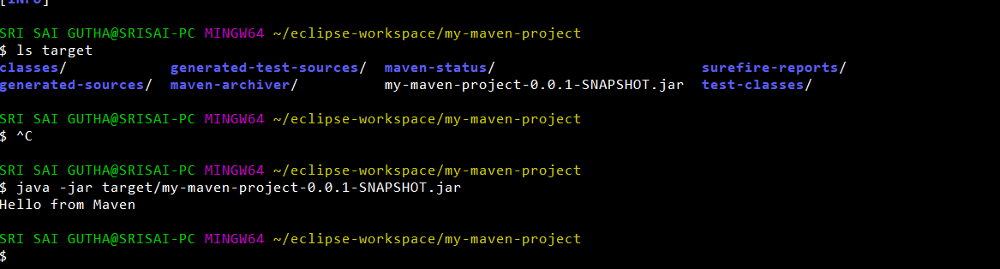 [INFO]
SRI SAI GUTHA@SRISAI-PC MINGW64 ~/eclipse-workspace/my-maven-project
$ ls target
classes/ generated-test-sources/ maven-status/ surefire-reports/
generated-sources/ maven-archiver/ my-maven-project-0.0.1-SNAPSHOT.jar test-classes/
SRI SAI GUTHA@SRISAI-PC MINGW64 ~/eclipse-workspace/my-maven-project
$ ^C
SRI SAI GUTHA@SRISAI-PC MINGW64 ~/eclipse-workspace/my-maven-project
$ java -jar target/my-maven-project-0.0.1-SNAPSHOT.jar
Hello from Maven
SRI SAI GUTHA@SRISAI-PC MINGW64 ~/eclipse-workspace/my-maven-project
$